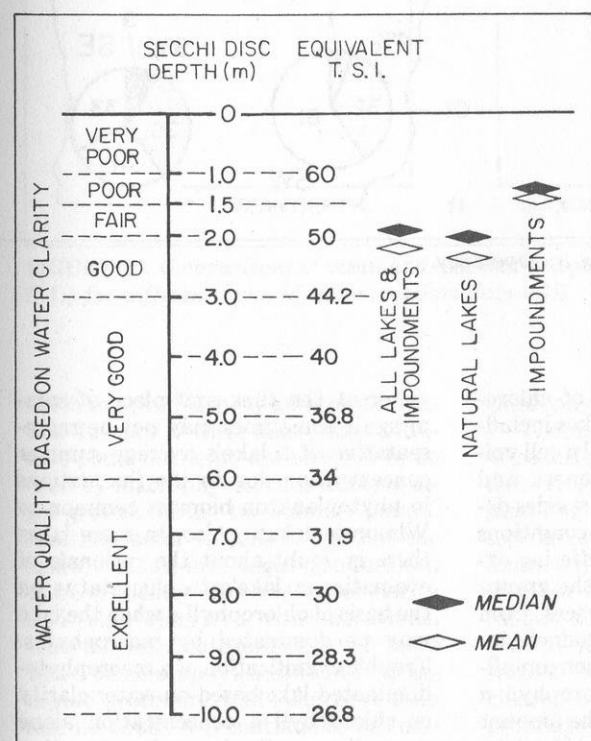 SECCHI DISC EQUIVALENT
DEPTH (m) T. S. I.
0
VERY
POOR
1.0 60
POOR
1.5
FAIR
2.0 50
GOOD
3.0 44.2
4.0 40
VERY GOOD
5.0 36.8
6.0 34
7.0 31.9
EXCELLENT
8.0 30
9.0 28.3
10.0 26.8
WATER QUALITY BASED ON WATER CLARITY
ALL LAKES &
IMPOUNDMENTS
NATURAL LAKES
IMPOUNDMENTS
MEDIAN
MEAN